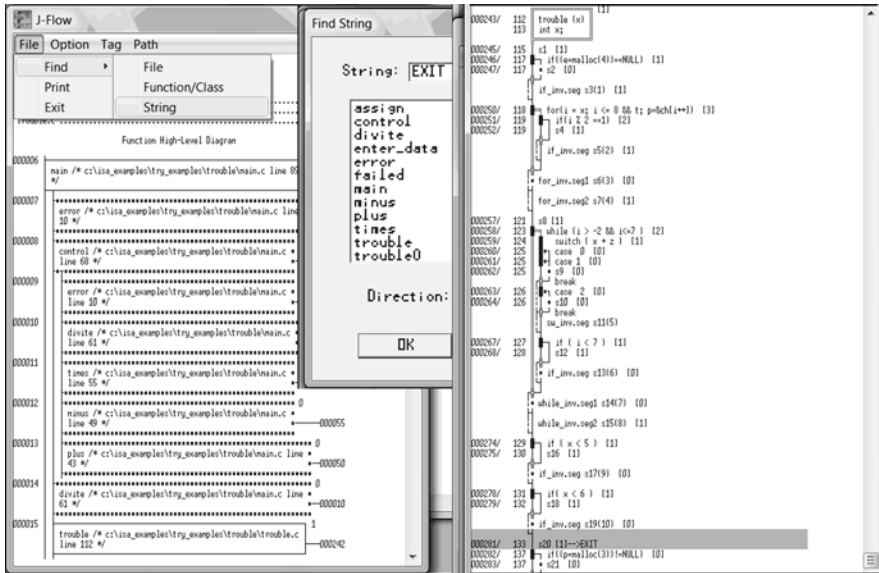 J-Flow
File Option Tag Path
Find
Print
Exit
File
Function/Class
String
Function High-Level Diagram
000006
main /* c:\isa_examples\try_examples\trouble\main.c line 89
*/
000007
error /* c:\isa_examples\try_examples\trouble\main.c line
10 */
000008
control /* c:\isa_examples\try_examples\trouble\main.c
line 68 */
000009
error /* c:\isa_examples\try_examples\trouble\main.c
line 10 */
000010
divite /* c:\isa_examples\try_examples\trouble\main.c
line 61 */
000011
times /* c:\isa_examples\try_examples\trouble\main.c
line 55 */
000012
0
minus /* c:\isa_examples\try_examples\trouble\main.c
line 49 */
000055
000013
0
plus /* c:\isa_examples\try_examples\trouble\main.c line
43 */
000050
000014
0
divite /* c:\isa_examples\try_examples\trouble\main.c line
61 */
000010
000015
1
trouble /* c:\isa_examples\try_examples\trouble\trouble.c
line 112 */
000242
Find String
String: EXIT
assign
control
divite
enter_data
error
failed
main
minus
plus
times
trouble
trouble0
Direction:
OK
[1]
000243/ 112 trouble (x)
113 int x;
000245/ 115 s1 [1]
000246/ 117 if((e=malloc(4))==NULL) [1]
000247/ 117 s2 [0]
if_inv.seg s3(1) [1]
000250/ 118 for(i = x; i <= 8 && t; p=&ch[i++]) [3]
000251/ 119 if(i % 2 ==1) [2]
000252/ 119 s4 [1]
if_inv.seg s5(2) [1]
for_inv.seg1 s6(3) [0]
for_inv.seg2 s7(4) [1]
000257/ 121 s8 [1]
000258/ 123 while (i > -2 && i<=7 ) [2]
000259/ 124 switch ( x + z ) [1]
000260/ 125 case 0 [0]
000261/ 125 case 1 [0]
000262/ 125 s9 [0]
break
000263/ 126 case 2 [0]
000264/ 126 s10 [0]
break
sw_inv.seg s11(5)
000267/ 127 if ( i < 7 ) [1]
000268/ 128 s12 [1]
if_inv.seg s13(6) [0]
while_inv.seg1 s14(7) [0]
while_inv.seg2 s15(8) [1]
000274/ 129 if ( x < 5 ) [1]
000275/ 130 s16 [1]
if_inv.seg s17(9) [0]
000278/ 131 if( x < 6 ) [1]
000279/ 132 s18 [1]
if_inv.seg s19(10) [0]
000281/ 133 s20 [1]-->EXIT
000282/ 137 if((p=malloc(3))!=NULL) [0]
000283/ 137 s21 [0]